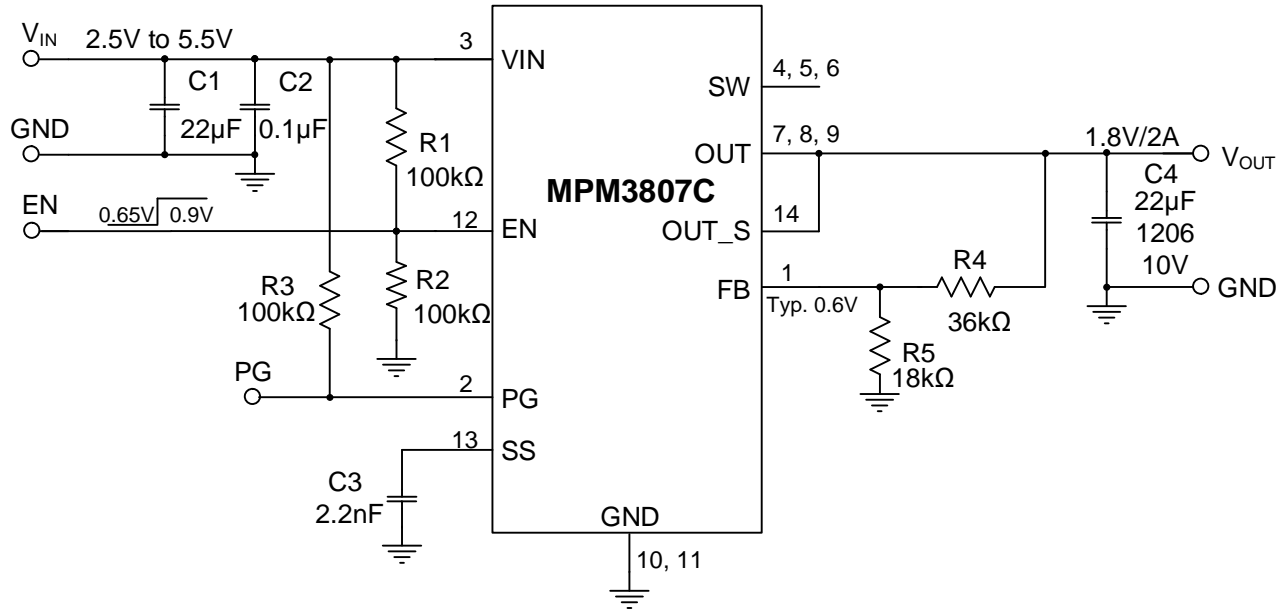 VIN 2.5V to 5.5V
C1
22µF
C2
0.1µF
GND
EN
0.65V 0.9V
R1
100kΩ
R2
100kΩ
R3
100kΩ
PG
C3
2.2nF
3
12
2
13
VIN
EN
PG
SS
GND
10, 11
MPM3807C
SW
OUT
OUT_S
FB
4, 5, 6
7, 8, 9
14
1
Typ. 0.6V
R4
36kΩ
R5
18kΩ
1.8V/2A
VOUT
C4
22µF
1206
10V
GND